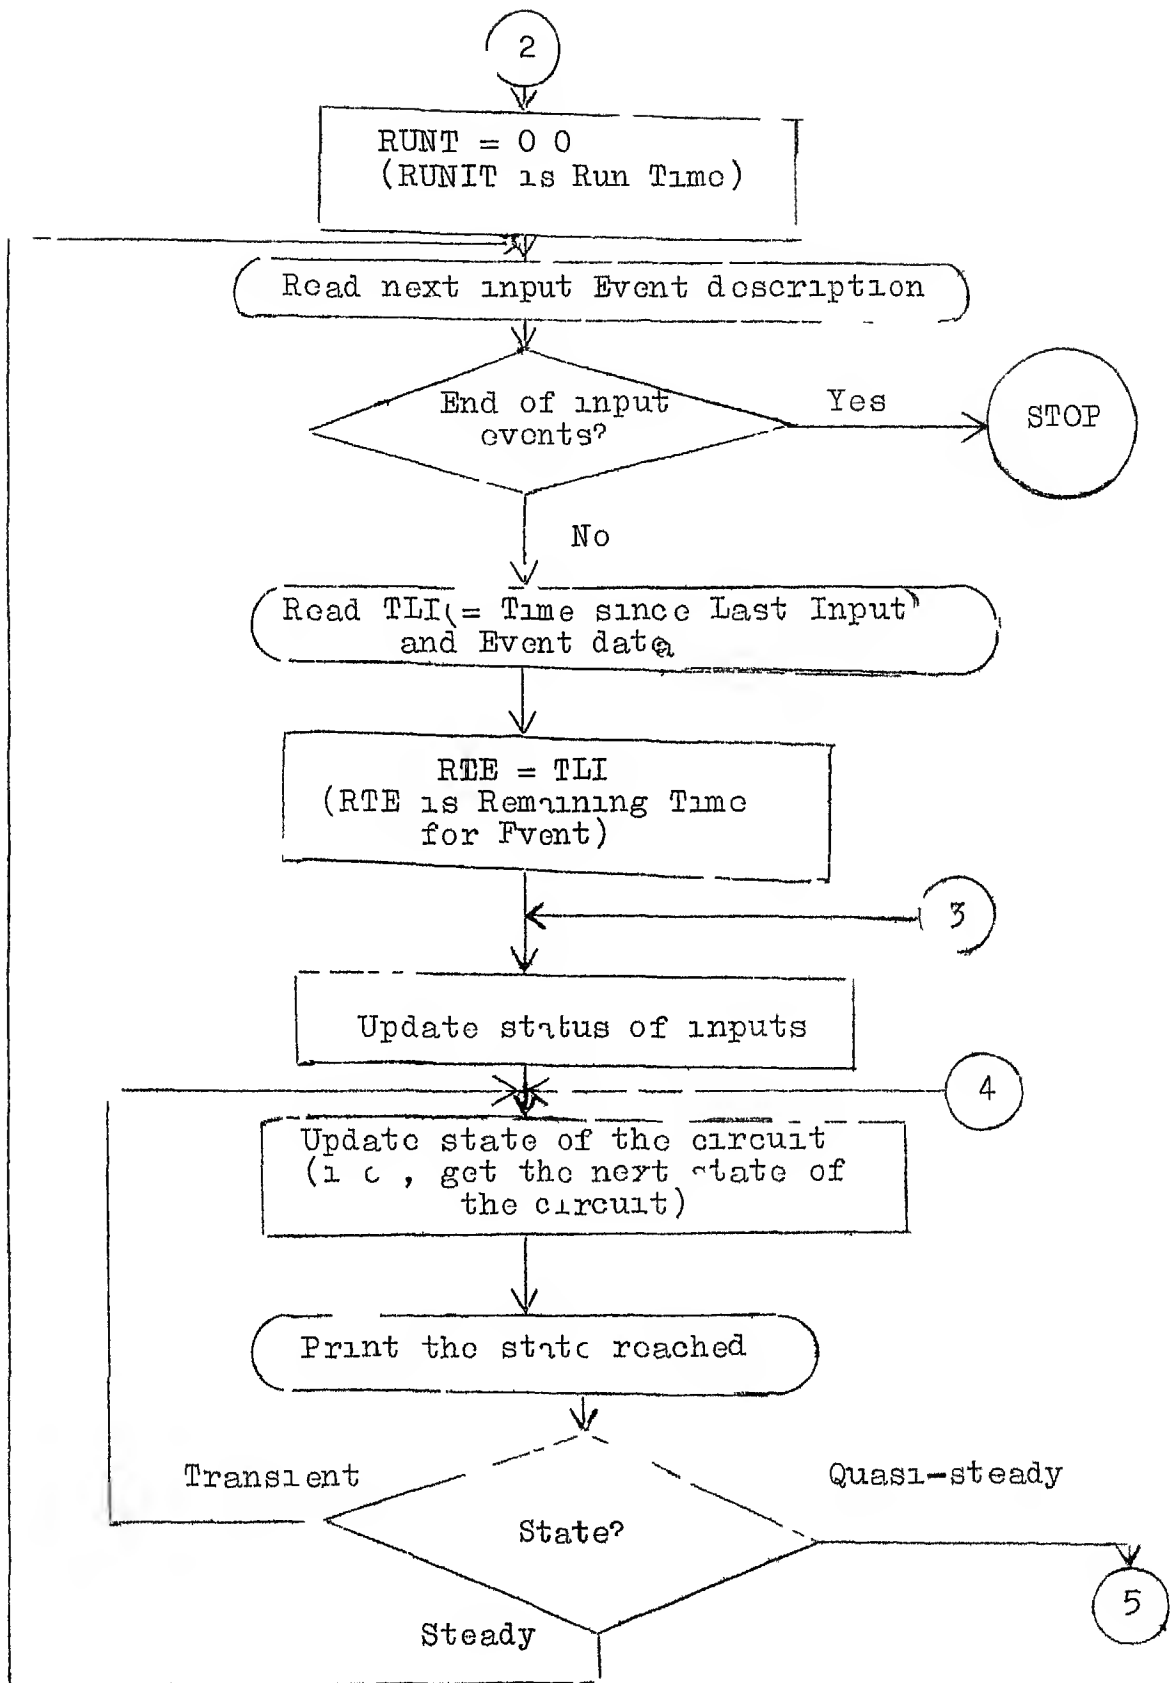 2
RUNT = 0 0
(RUNIT is Run Time)
Read next input Event description
End of input
events?
Yes
STOP
No
Read TLI(= Time since Last Input)
and Event data
RTE = TLI
(RTE is Remaining Time
for Event)
3
Update status of inputs
4
Update state of the circuit
(i e , get the next state of
the circuit)
Print the state reached
Transient
Quasi-steady
State?
5
Steady